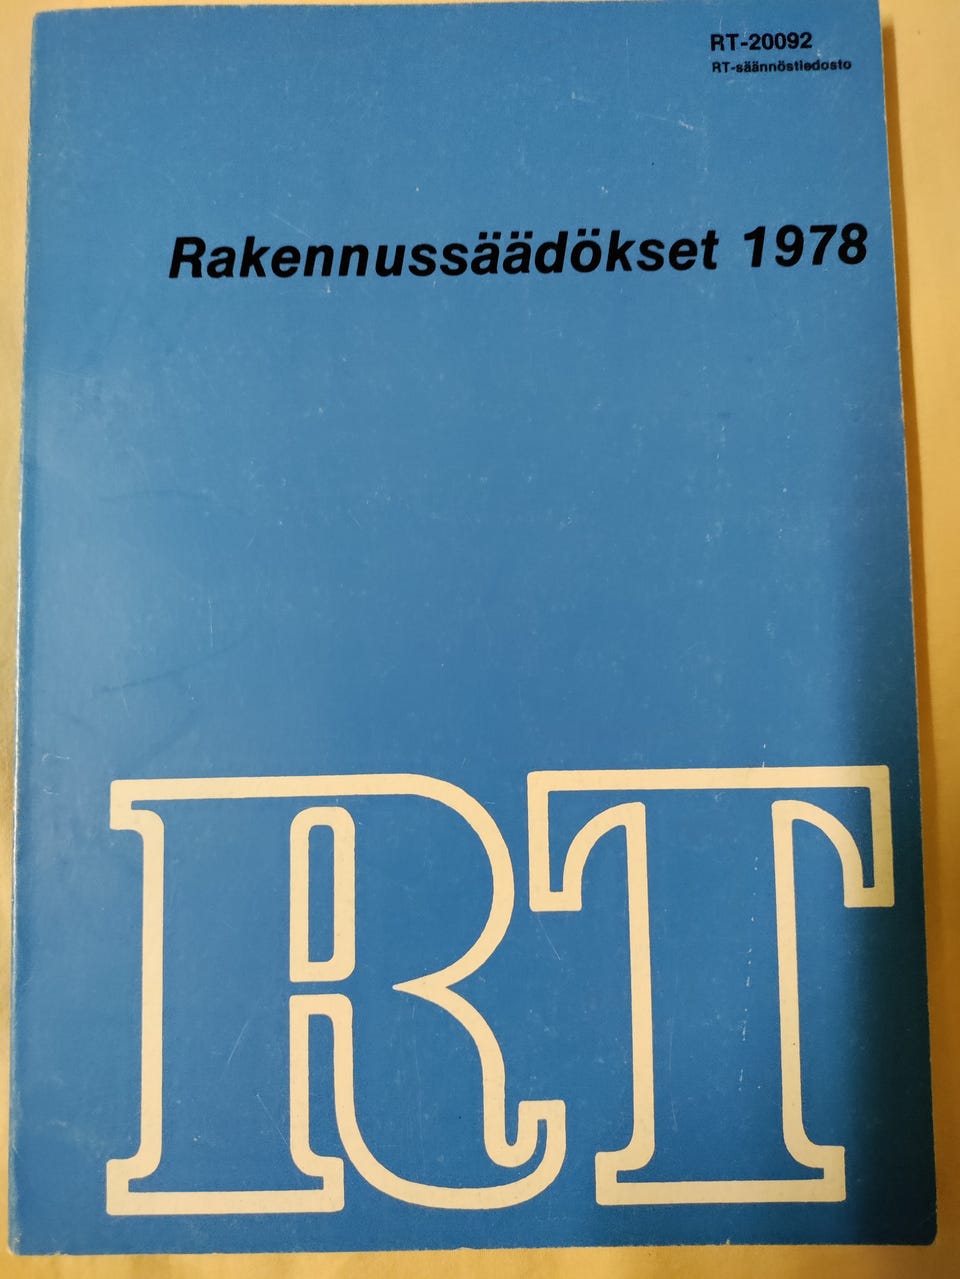 RT-20092
RT-säännöstiedosto
Rakennussäädökset 1978
RT